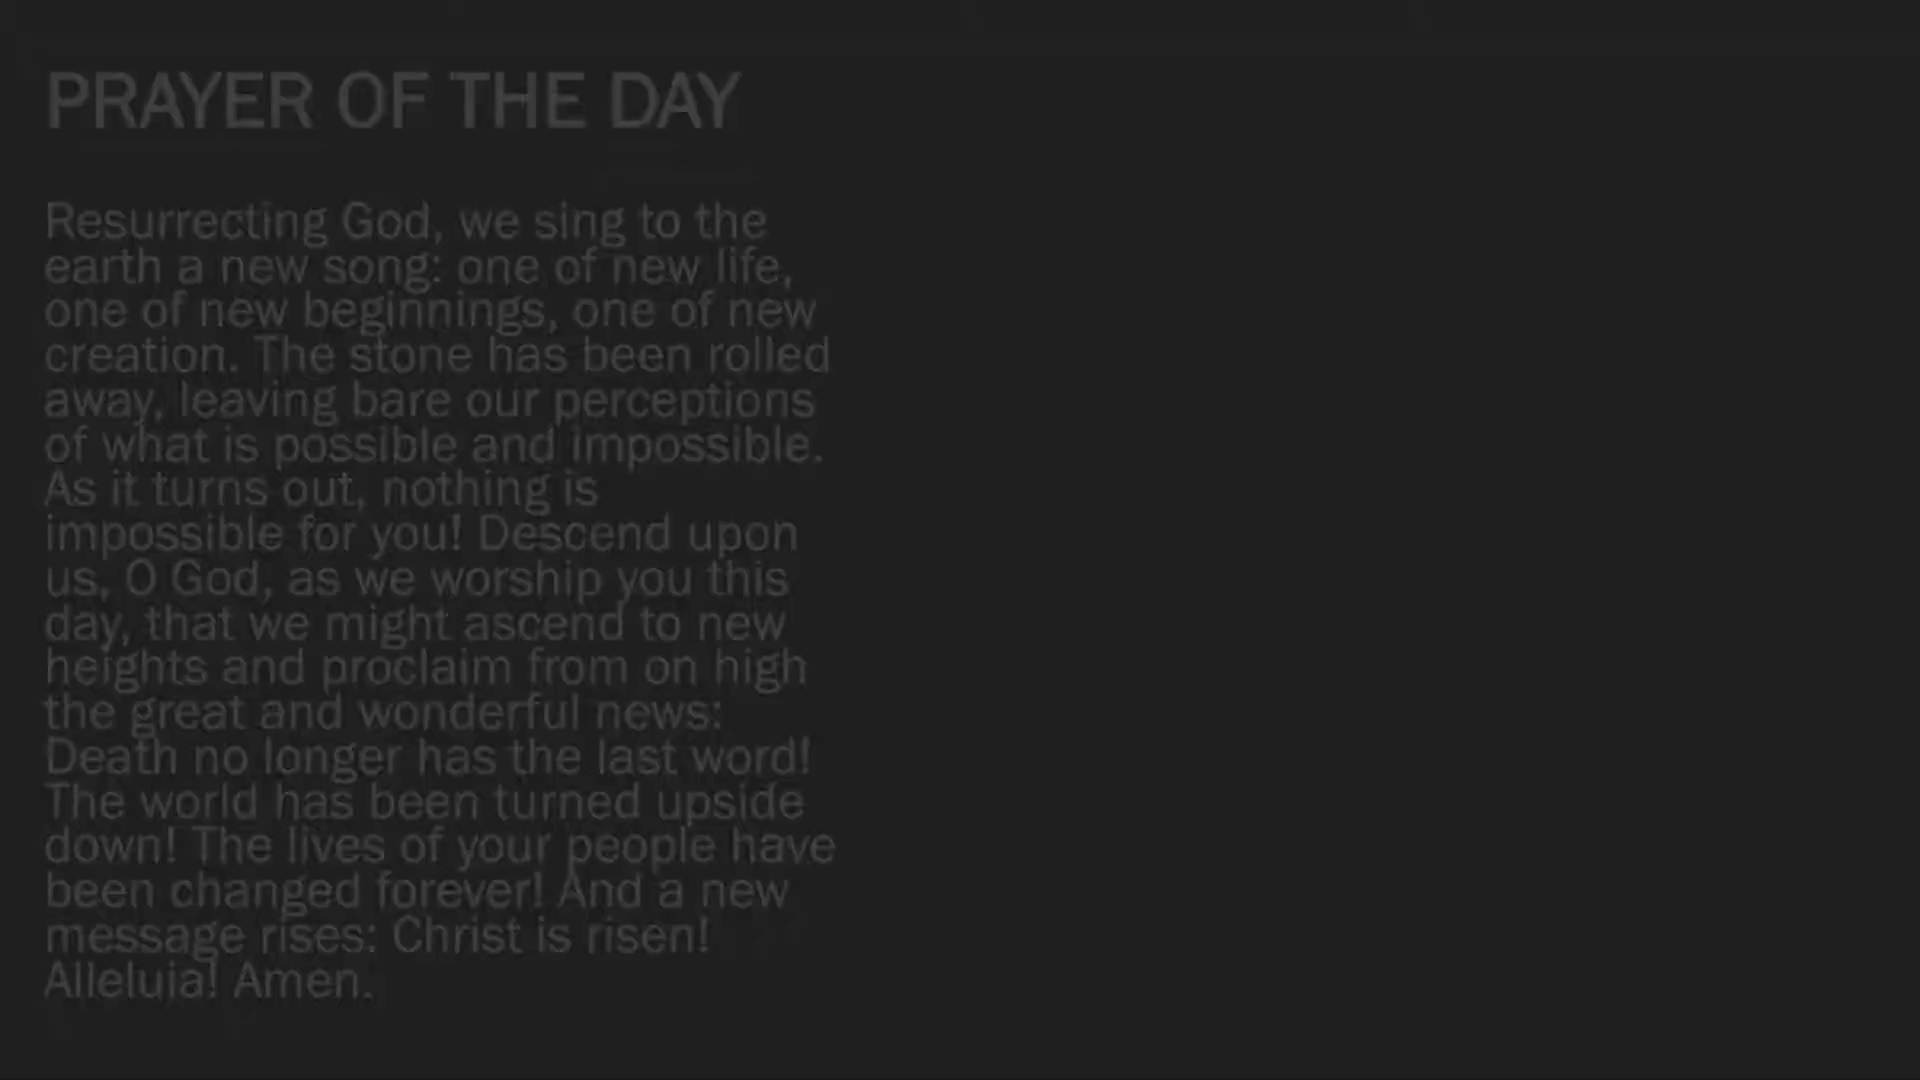 PRAYER OF THE DAY
Resurrecting God, we sing to the
earth a new song: one of new life,
one of new beginnings, one of new
creation. The stone has been rolled
away, leaving bare our perceptions
of what is possible and impossible.
As it turns out, nothing is
impossible for you! Descend upon
us, O God, as we worship you this
day, that we might ascend to new
heights and proclaim from on high
the great and wonderful news:
Death no longer has the last word!
The world has been turned upside
down! The lives of your people have
been changed forever! And a new
message rises: Christ is risen!
Alleluia! Amen.